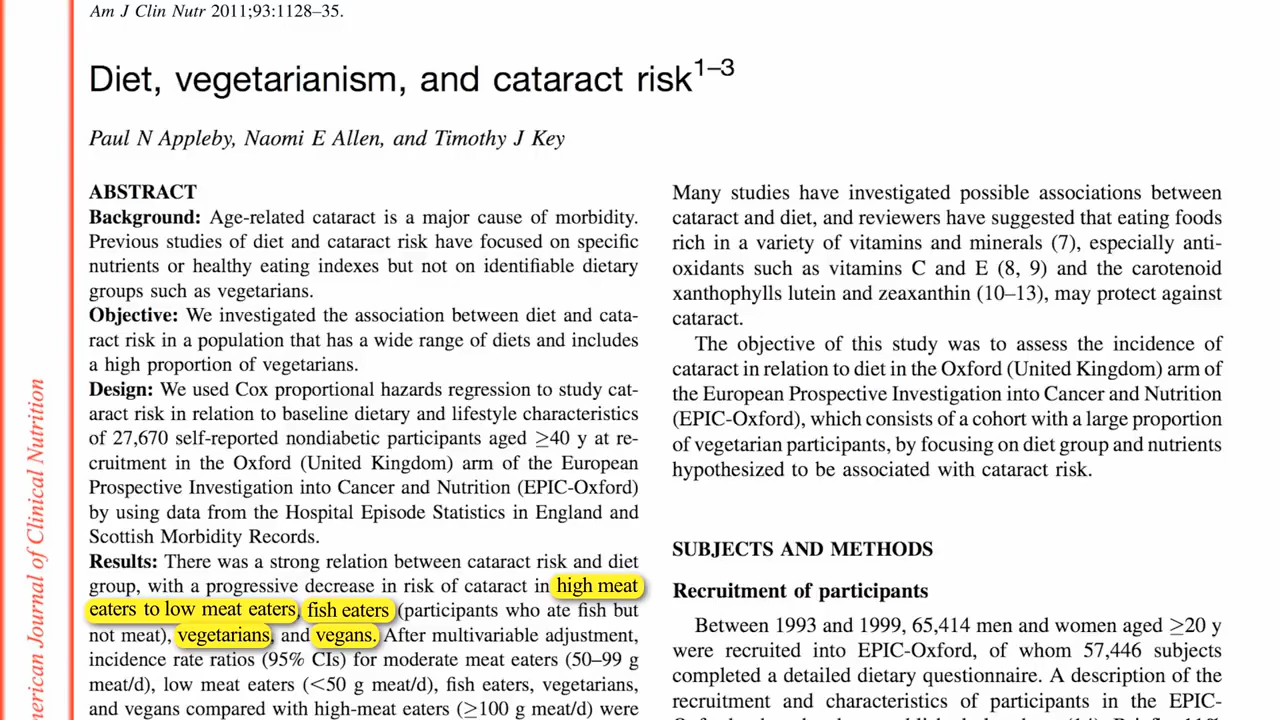 Am J Clin Nutr 2011;93:1128–35.
Diet, vegetarianism, and cataract risk1–3
Paul N Appleby, Naomi E Allen, and Timothy J Key
ABSTRACT
Background: Age-related cataract is a major cause of morbidity.
Previous studies of diet and cataract risk have focused on specific
nutrients or healthy eating indexes but not on identifiable dietary
groups such as vegetarians.
Objective: We investigated the association between diet and cata-
ract risk in a population that has a wide range of diets and includes
a high proportion of vegetarians.
Design: We used Cox proportional hazards regression to study cat-
aract risk in relation to baseline dietary and lifestyle characteristics
of 27,670 self-reported nondiabetic participants aged ≥40 y at re-
cruitment in the Oxford (United Kingdom) arm of the European
Prospective Investigation into Cancer and Nutrition (EPIC-Oxford)
by using data from the Hospital Episode Statistics in England and
Scottish Morbidity Records.
Results: There was a strong relation between cataract risk and diet
group, with a progressive decrease in risk of cataract in high meat
eaters to low meat eaters, fish eaters (participants who ate fish but
not meat), vegetarians, and vegans. After multivariable adjustment,
incidence rate ratios (95% CIs) for moderate meat eaters (50–99 g
meat/d), low meat eaters (<50 g meat/d), fish eaters, vegetarians,
and vegans compared with high-meat eaters (≥100 g meat/d) were
Many studies have investigated possible associations between
cataract and diet, and reviewers have suggested that eating foods
rich in a variety of vitamins and minerals (7), especially anti-
oxidants such as vitamins C and E (8, 9) and the carotenoid
xanthophylls lutein and zeaxanthin (10–13), may protect against
cataract.
The objective of this study was to assess the incidence of
cataract in relation to diet in the Oxford (United Kingdom) arm of
the European Prospective Investigation into Cancer and Nutrition
(EPIC-Oxford), which consists of a cohort with a large proportion
of vegetarian participants, by focusing on diet group and nutrients
hypothesized to be associated with cataract risk.
SUBJECTS AND METHODS
Recruitment of participants
Between 1993 and 1999, 65,414 men and women aged ≥20 y
were recruited into EPIC-Oxford, of whom 57,446 subjects
completed a detailed dietary questionnaire. A description of the
recruitment and characteristics of participants in the EPIC-
merican Journal of Clinical Nutrition